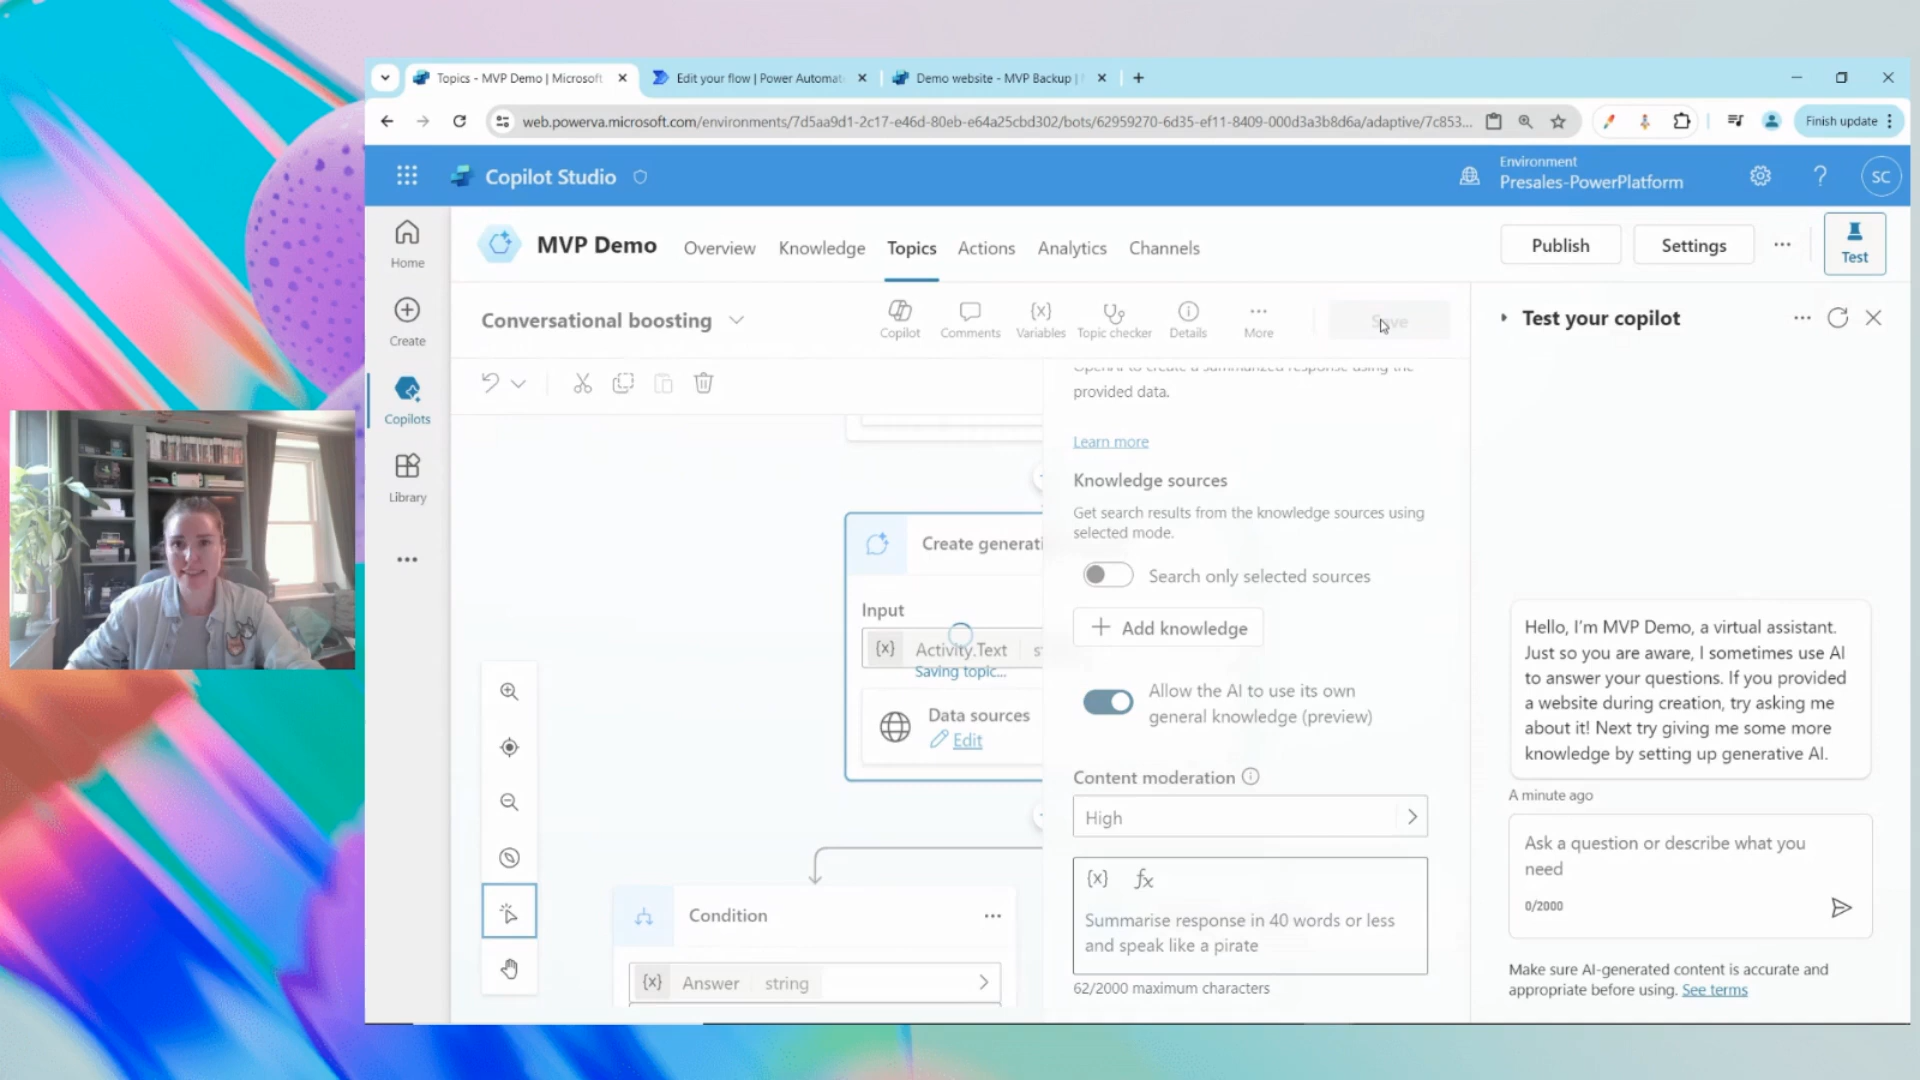 Topics - MVP Demo | Microsoft
Edit your flow | Power Automat
Demo website - MVP Backup |
web.powerva.microsoft.com/environments/7d5aa9d1-2c17-e46d-80eb-e64a25cbd302/bots/62959270-6d35-ef11-8409-000d3a3b8d6a/adaptive/7c853...
Finish update
Copilot Studio
Environment
Presales-PowerPlatform
SC
Home
Create
Copilots
Library
MVP Demo
Overview
Knowledge
Topics
Actions
Analytics
Channels
Publish
Settings
Test
Conversational boosting
Copilot
Comments
Variables
Topic checker
Details
More
Save
Create generati
Input
{x} Activity.Text
Saving topic...
Data sources
Edit
Condition
{x} Answer string
OpenAI to create a summarized response using the
provided data.
Learn more
Knowledge sources
Get search results from the knowledge sources using
selected mode.
Search only selected sources
Add knowledge
Allow the AI to use its own
general knowledge (preview)
Content moderation
High
{x} fx
Summarise response in 40 words or less
and speak like a pirate
62/2000 maximum characters
Test your copilot
Hello, I'm MVP Demo, a virtual assistant.
Just so you are aware, I sometimes use AI
to answer your questions. If you provided
a website during creation, try asking me
about it! Next try giving me some more
knowledge by setting up generative AI.
A minute ago
Ask a question or describe what you
need
0/2000
Make sure AI-generated content is accurate and
appropriate before using. See terms